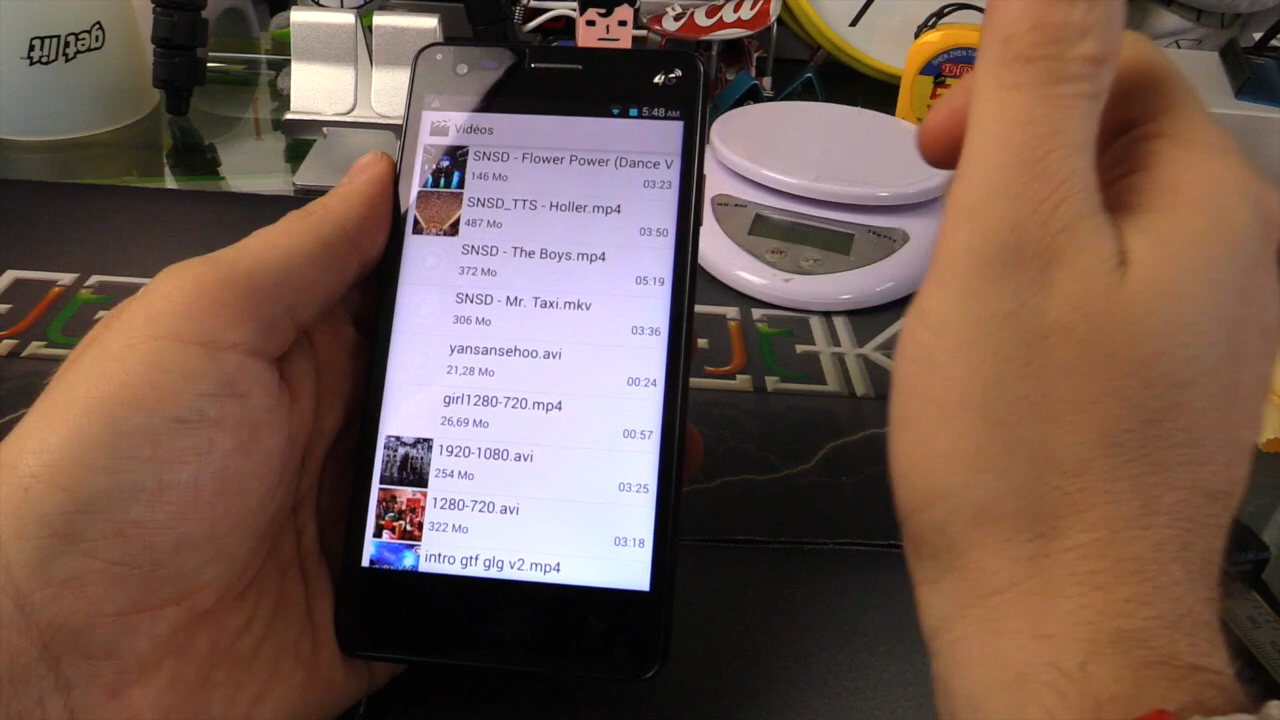 get lit
4G
5:48 AM
Vidéos
SNSD - Flower Power (Dance V
146 Mo
03:23
SNSD_TTS - Holler.mp4
487 Mo
03:50
SNSD - The Boys.mp4
372 Mo
05:19
SNSD - Mr. Taxi.mkv
306 Mo
03:36
yansansehoo.avi
21,28 Mo
00:24
girl1280-720.mp4
26,69 Mo
00:57
1920-1080.avi
254 Mo
03:25
1280-720.avi
322 Mo
03:18
intro gtf glg v2.mp4